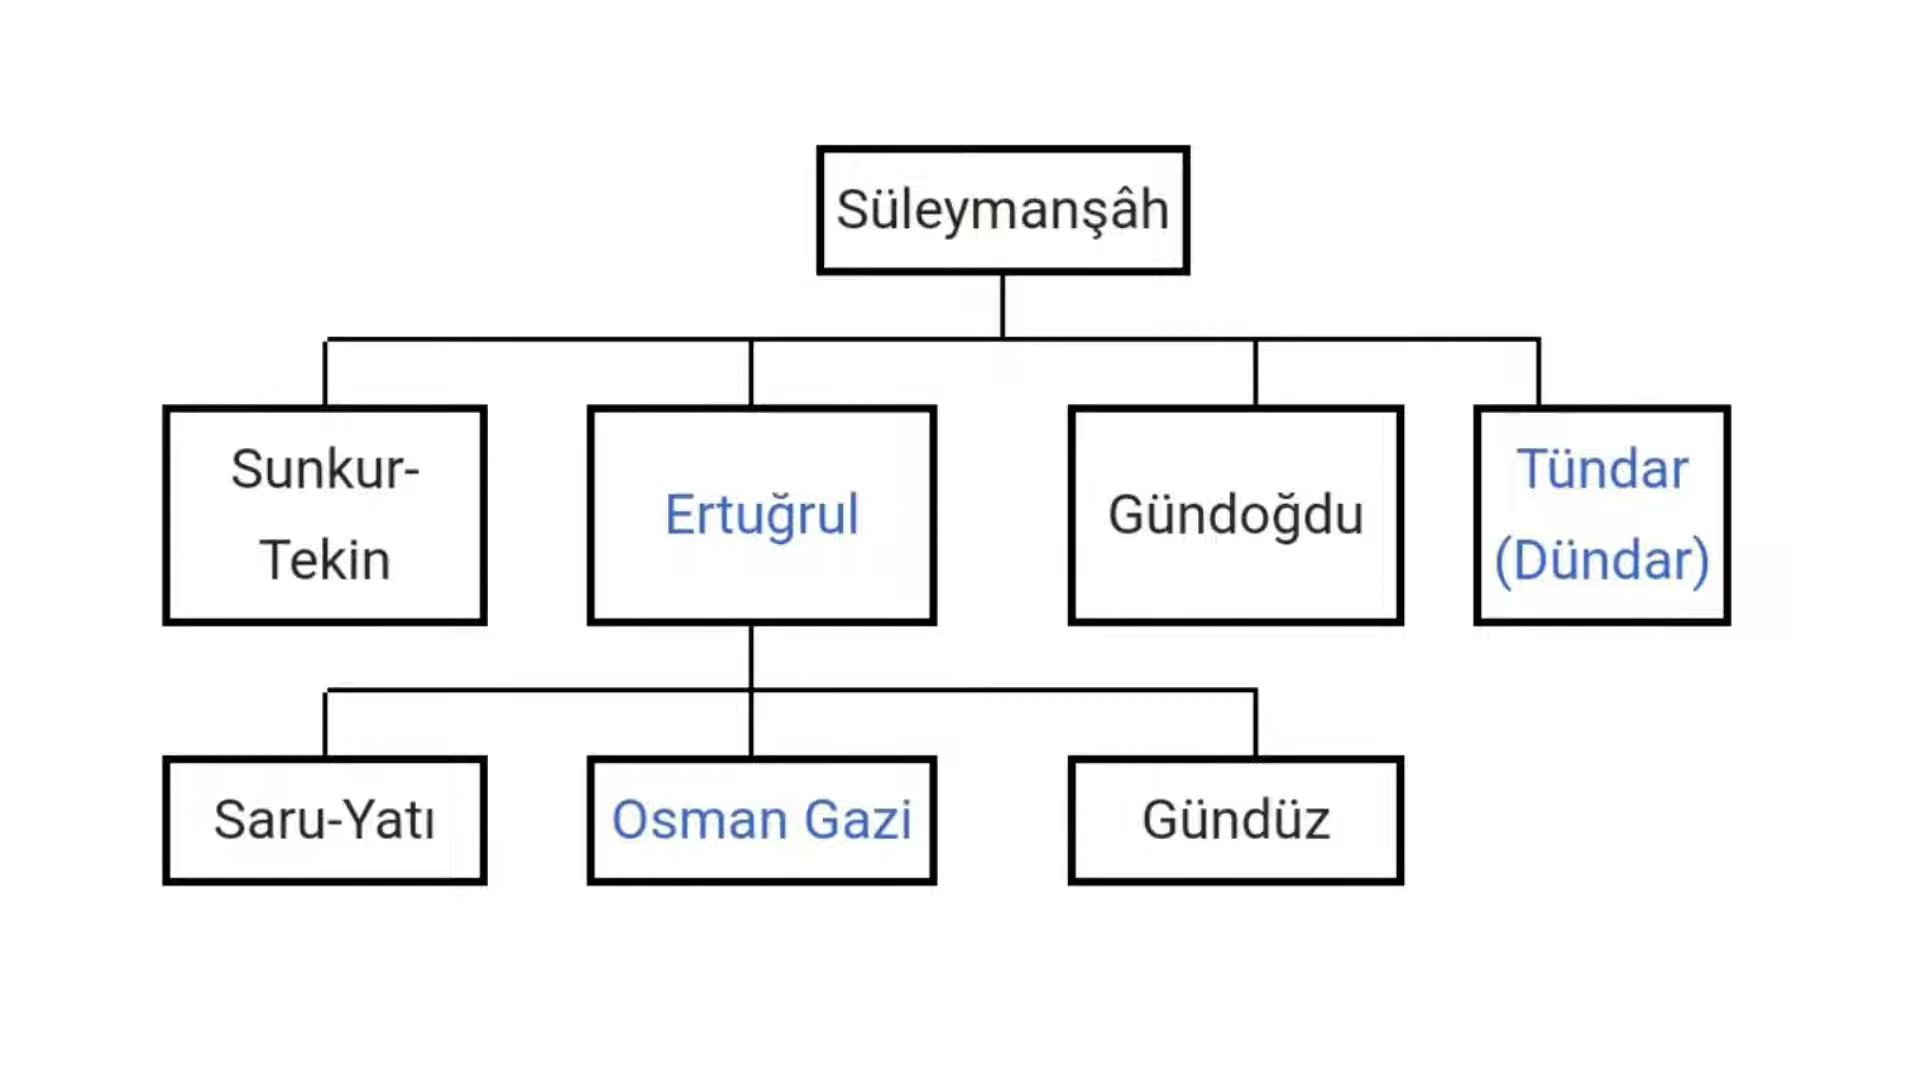 Süleymanşâh
Sunkur-
Tekin
Ertuğrul
Gündoğdu
Tündar
(Dündar)
Saru-Yatı
Osman Gazi
Gündüz